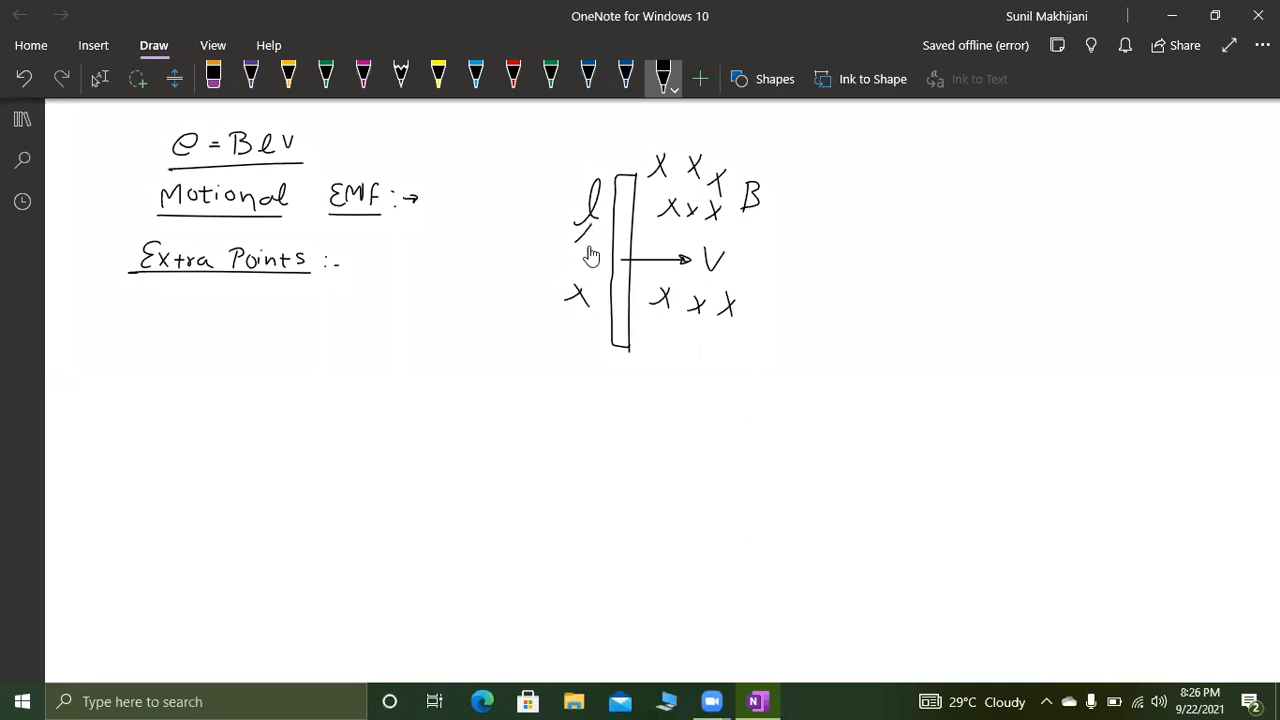 OneNote for Windows 10
Sunil Makhijani
Home Insert Draw View Help
Saved offline (error)
Share
Shapes
Ink to Shape
Ink to Text
e = B l v
Motional EMF :→
Extra Points :-
X X X
l
X X X B
V
X
X X X
Type here to search
29°C Cloudy
8:26 PM
9/22/2021
2